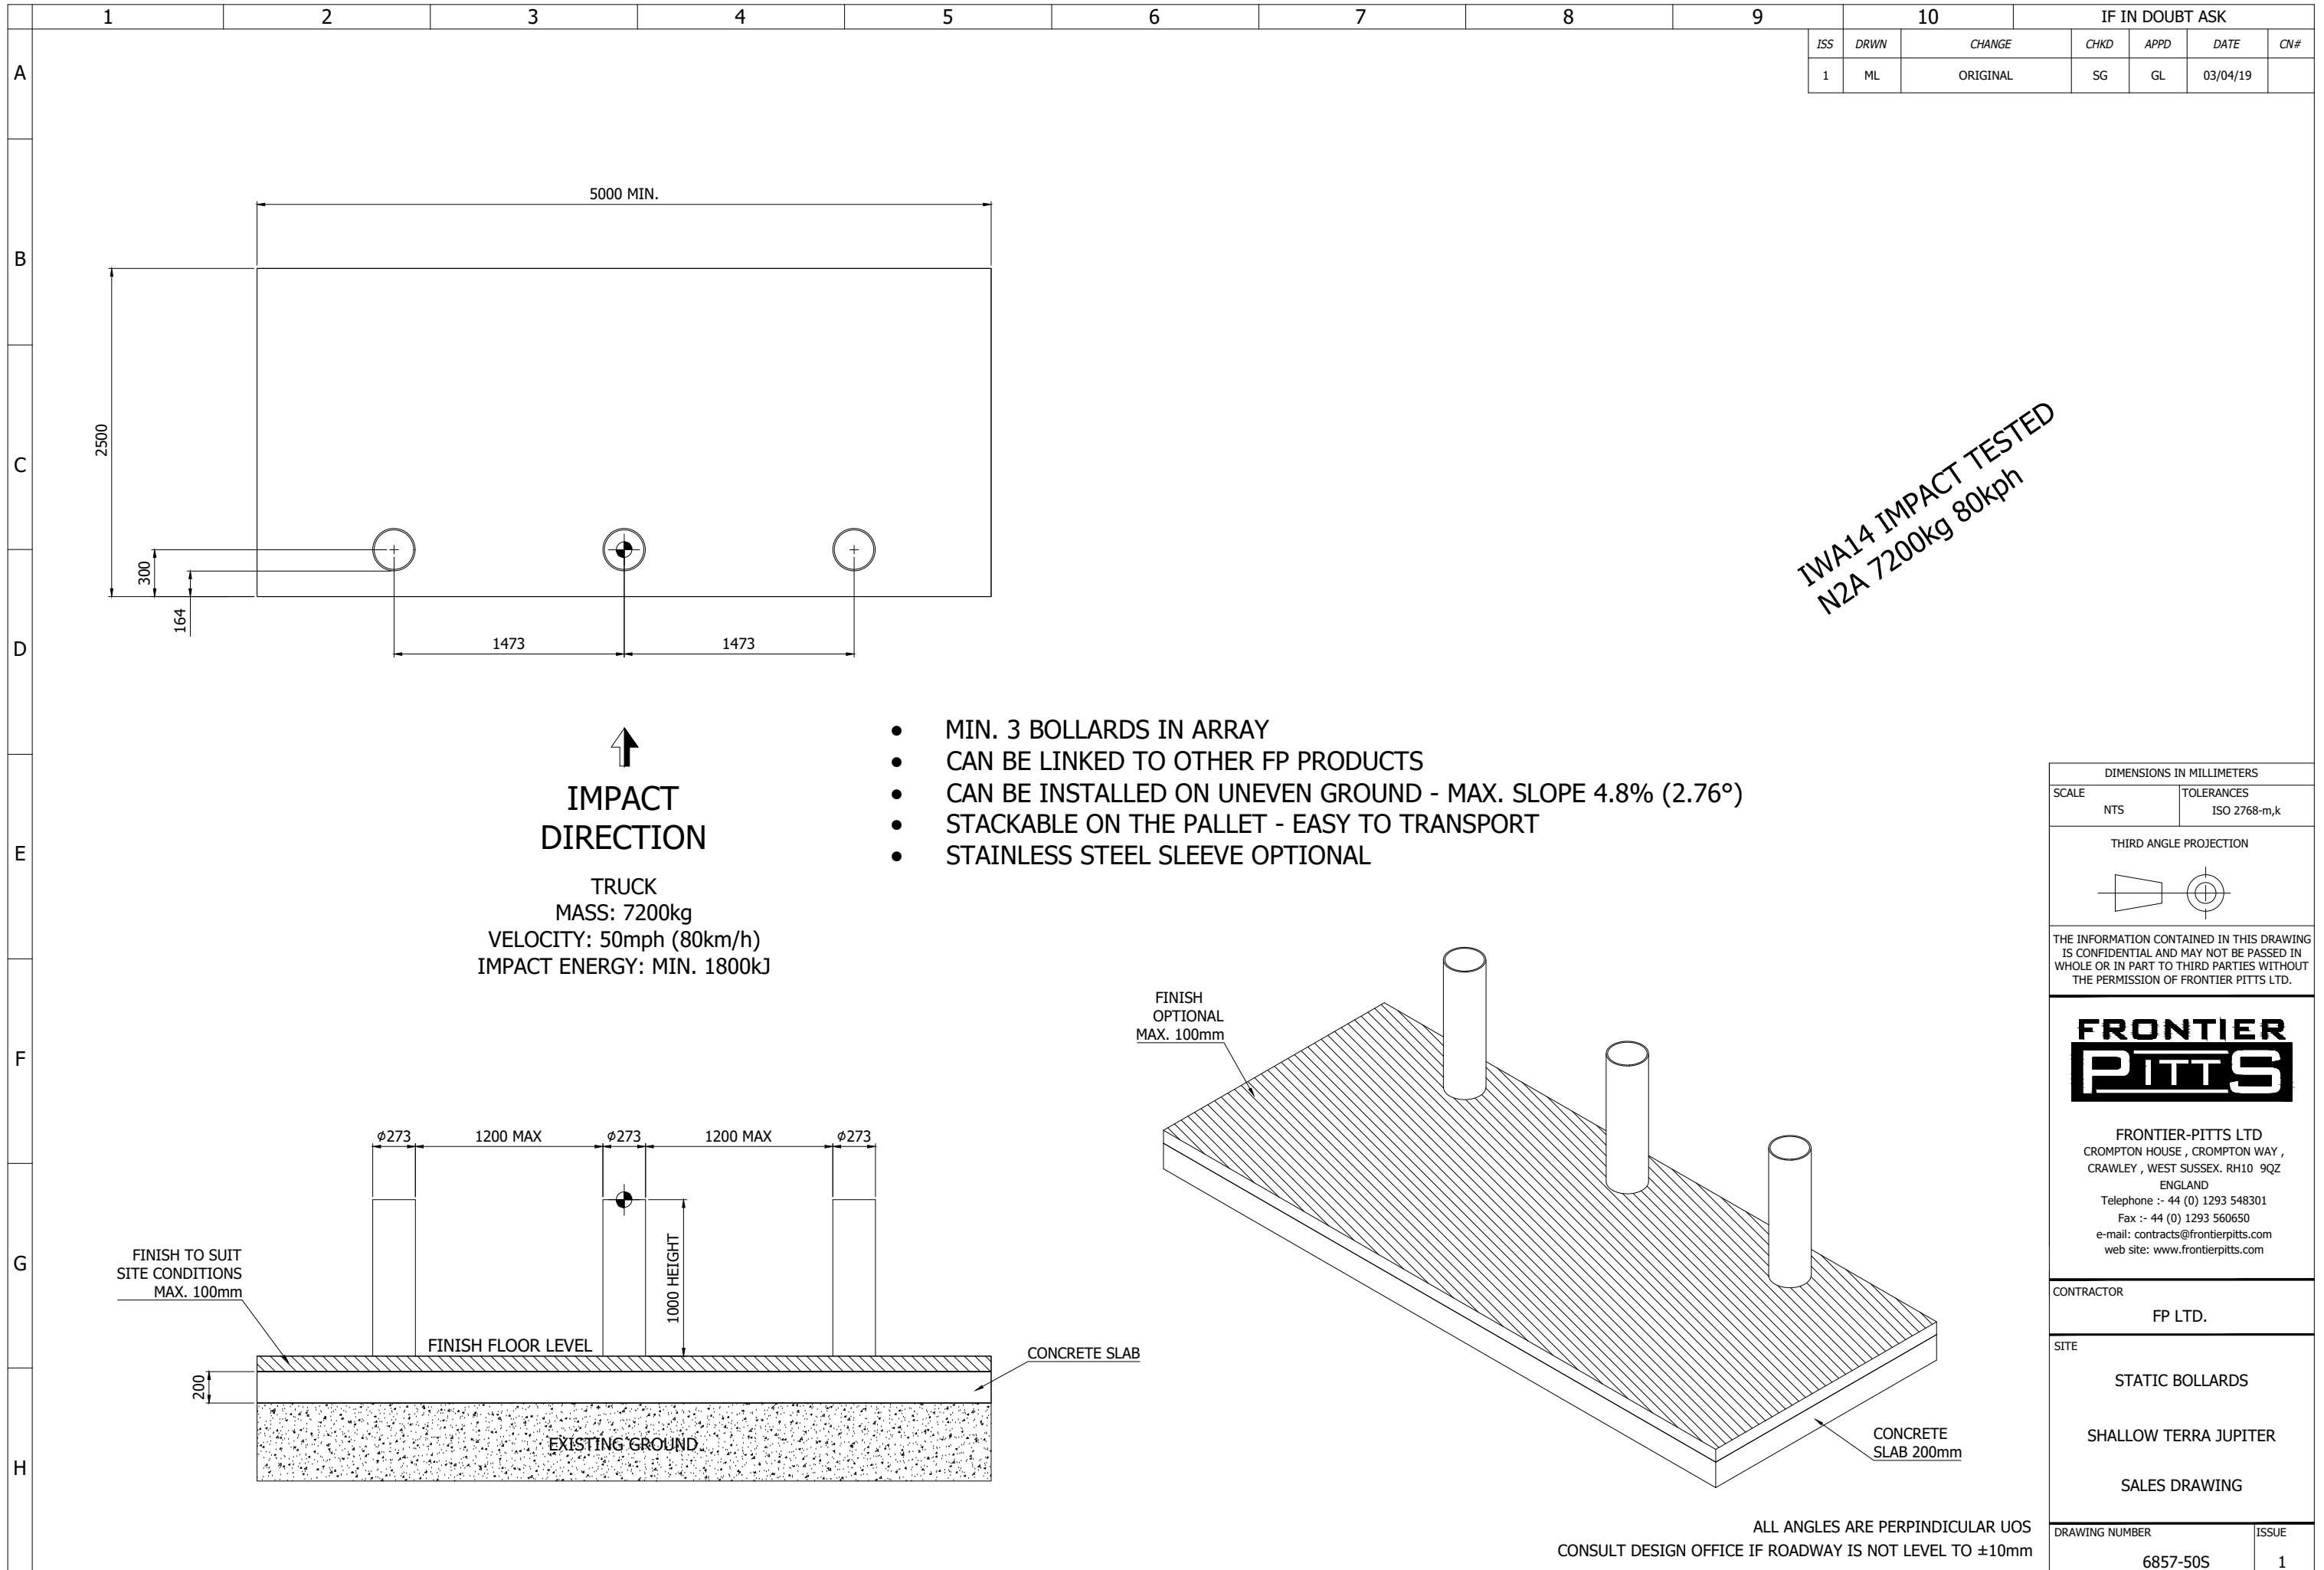 1 2 3 4 5 6 7 8 9 10 IF IN DOUBT ASK
ISS DRWN CHANGE CHKD APPD DATE CN#
1 ML ORIGINAL SG GL 03/04/19
A
B
C
D
E
F
G
H
5000 MIN.
2500
300
164
1473 1473
IWA14 IMPACT TESTED
N2A 7200kg 80kph
IMPACT
DIRECTION
TRUCK
MASS: 7200kg
VELOCITY: 50mph (80km/h)
IMPACT ENERGY: MIN. 1800kJ
• MIN. 3 BOLLARDS IN ARRAY
• CAN BE LINKED TO OTHER FP PRODUCTS
• CAN BE INSTALLED ON UNEVEN GROUND - MAX. SLOPE 4.8% (2.76°)
• STACKABLE ON THE PALLET - EASY TO TRANSPORT
• STAINLESS STEEL SLEEVE OPTIONAL
FINISH
OPTIONAL
MAX. 100mm
CONCRETE
SLAB 200mm
⌀273 1200 MAX ⌀273 1200 MAX ⌀273
1000 HEIGHT
FINISH TO SUIT
SITE CONDITIONS
MAX. 100mm
FINISH FLOOR LEVEL
CONCRETE SLAB
200
EXISTING GROUND
ALL ANGLES ARE PERPINDICULAR UOS
CONSULT DESIGN OFFICE IF ROADWAY IS NOT LEVEL TO ±10mm
DIMENSIONS IN MILLIMETERS
SCALE TOLERANCES
NTS ISO 2768-m,k
THIRD ANGLE PROJECTION
THE INFORMATION CONTAINED IN THIS DRAWING
IS CONFIDENTIAL AND MAY NOT BE PASSED IN
WHOLE OR IN PART TO THIRD PARTIES WITHOUT
THE PERMISSION OF FRONTIER PITTS LTD.
FRONTIER
PITTS
FRONTIER-PITTS LTD
CROMPTON HOUSE , CROMPTON WAY ,
CRAWLEY , WEST SUSSEX. RH10 9QZ
ENGLAND
Telephone :- 44 (0) 1293 548301
Fax :- 44 (0) 1293 560650
e-mail: contracts@frontierpitts.com
web site: www.frontierpitts.com
CONTRACTOR
FP LTD.
SITE
STATIC BOLLARDS
SHALLOW TERRA JUPITER
SALES DRAWING
DRAWING NUMBER ISSUE
6857-50S 1